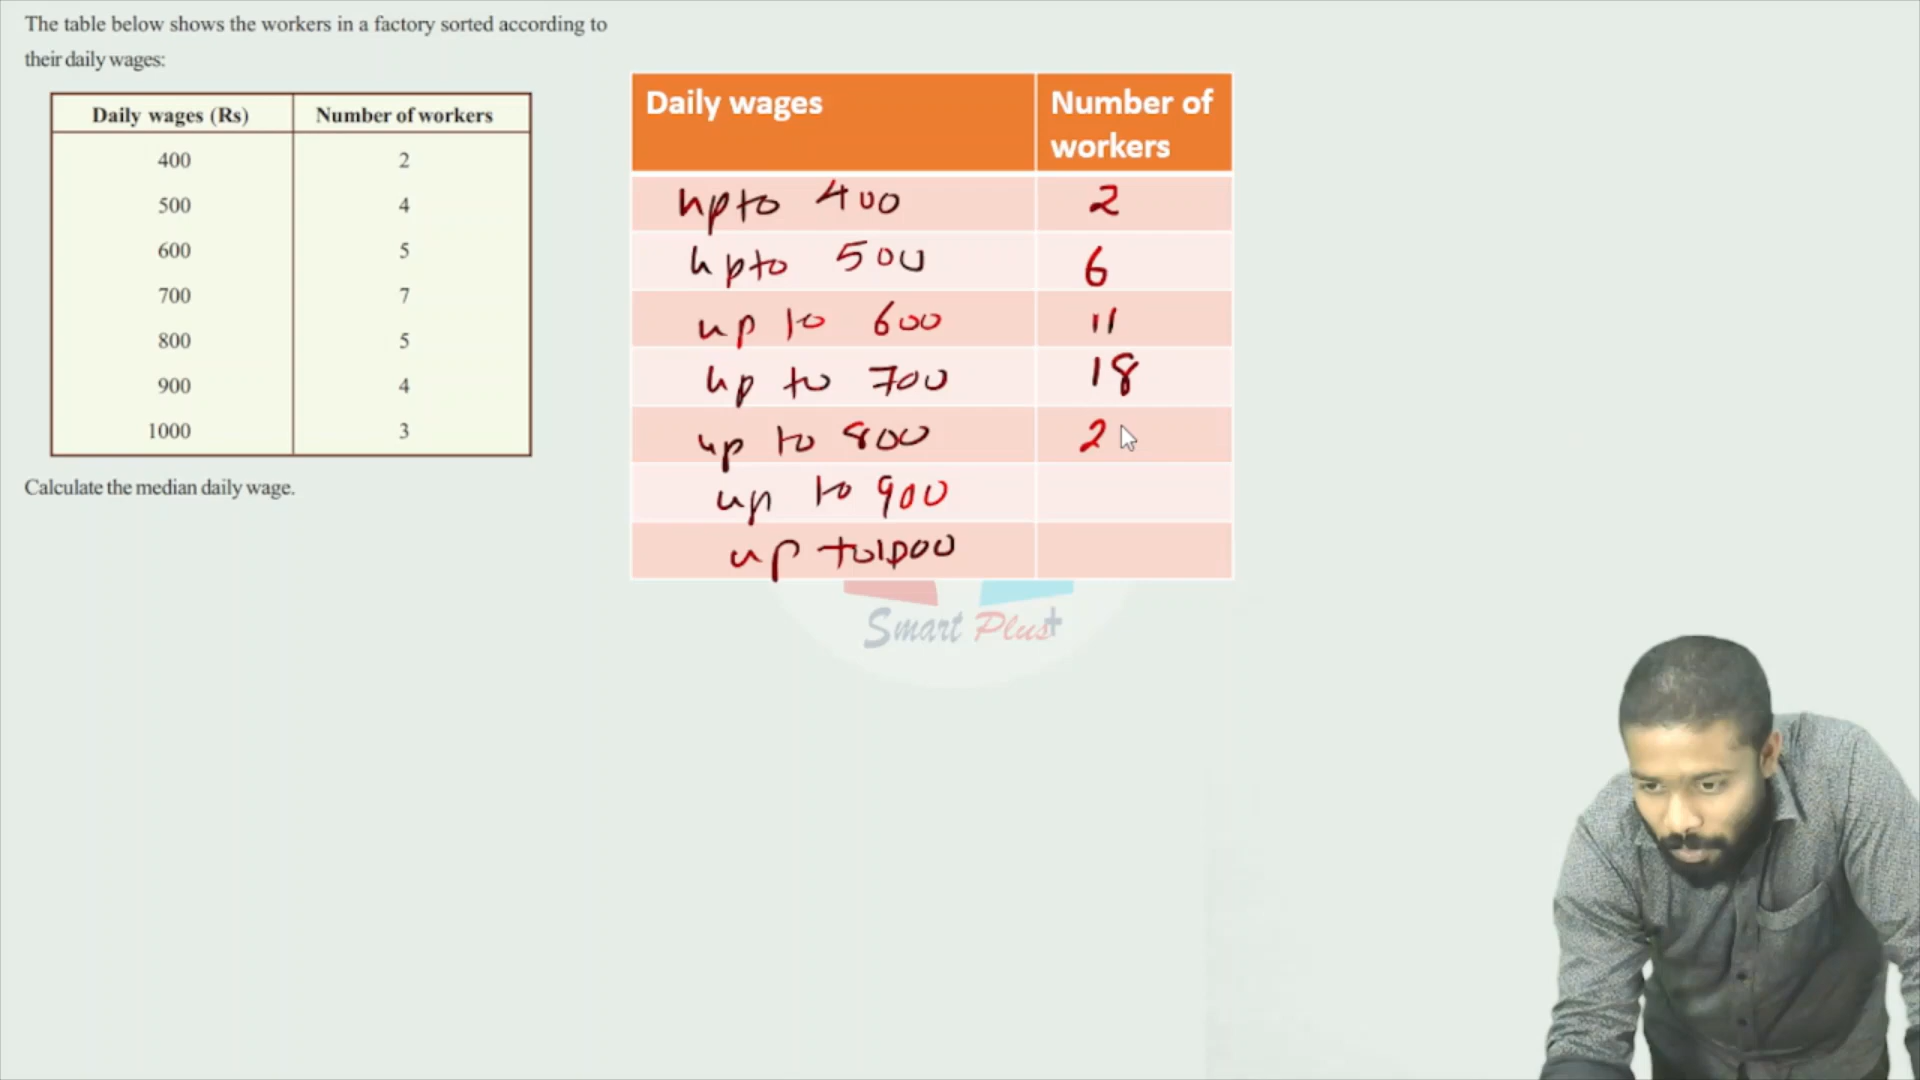 The table below shows the workers in a factory sorted according to
their daily wages:
Daily wages (Rs) Number of workers
400 2
500 4
600 5
700 7
800 5
900 4
1000 3
Calculate the median daily wage.
Daily wages Number of
workers
upto 400 2
upto 500 6
up to 600 11
up to 700 18
up to 800 2
up to 900
up to 1000
Smart Plus+